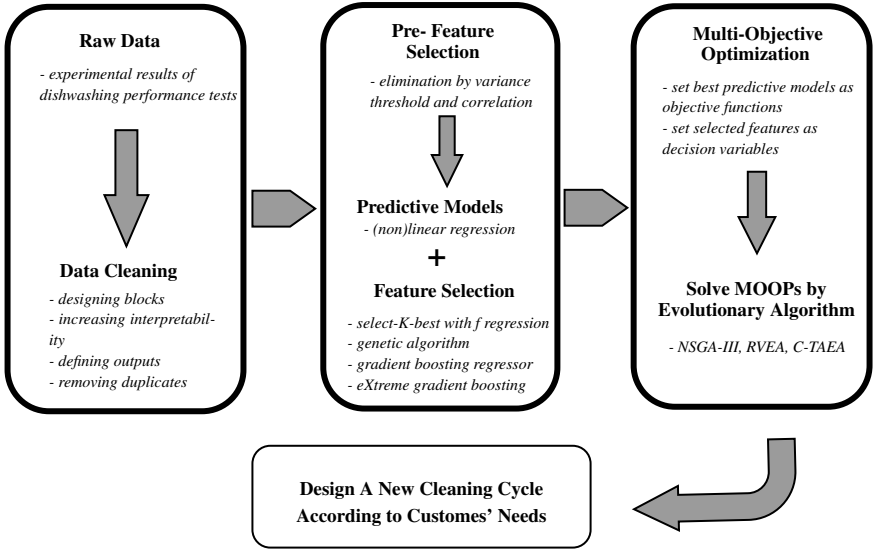 Raw Data
- experimental results of
dishwashing performance tests
Data Cleaning
- designing blocks
- increasing interpretabil-
ity
- defining outputs
- removing duplicates
Pre- Feature
Selection
- elimination by variance
threshold and correlation
Predictive Models
- (non)linear regression
+
Feature Selection
- select-K-best with f regression
- genetic algorithm
- gradient boosting regressor
- eXtreme gradient boosting
Multi-Objective
Optimization
- set best predictive models as
objective functions
- set selected features as
decision variables
Solve MOOPs by
Evolutionary Algorithm
- NSGA-III, RVEA, C-TAEA
Design A New Cleaning Cycle
According to Customes’ Needs